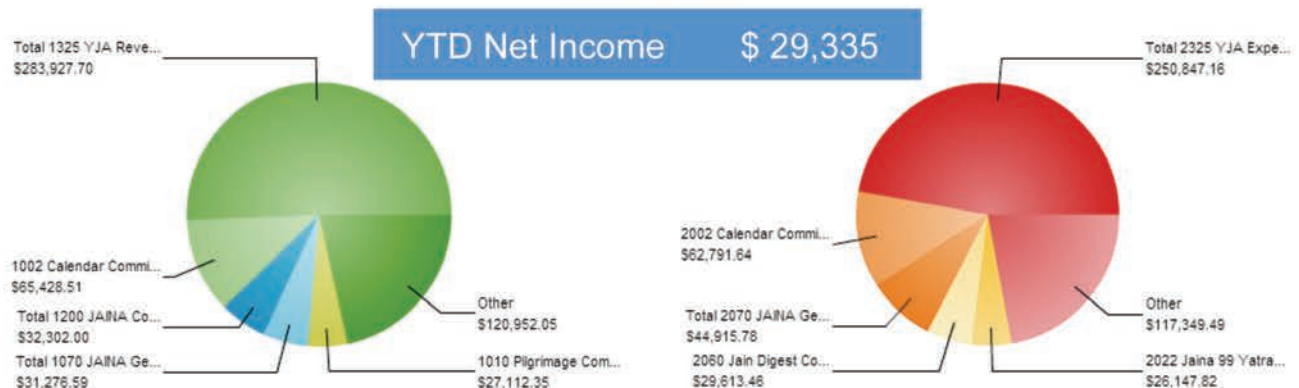 YTD Net Income $ 29,335
Total 1325 YJA Reve...
$283,927.70
1002 Calendar Commi...
$65,428.51
Total 1200 JAINA Co...
$32,302.00
Total 1070 JAINA Ge...
$31,276.59
Other
$120,952.05
1010 Pilgrimage Com...
$27,112.35
Total 2325 YJA Expe...
$250,847.16
2002 Calendar Commi...
$62,791.64
Total 2070 JAINA Ge...
$44,915.78
2060 Jain Digest Co...
$29,613.46
Other
$117,349.49
2022 Jaina 99 Yatra...
$26,147.82